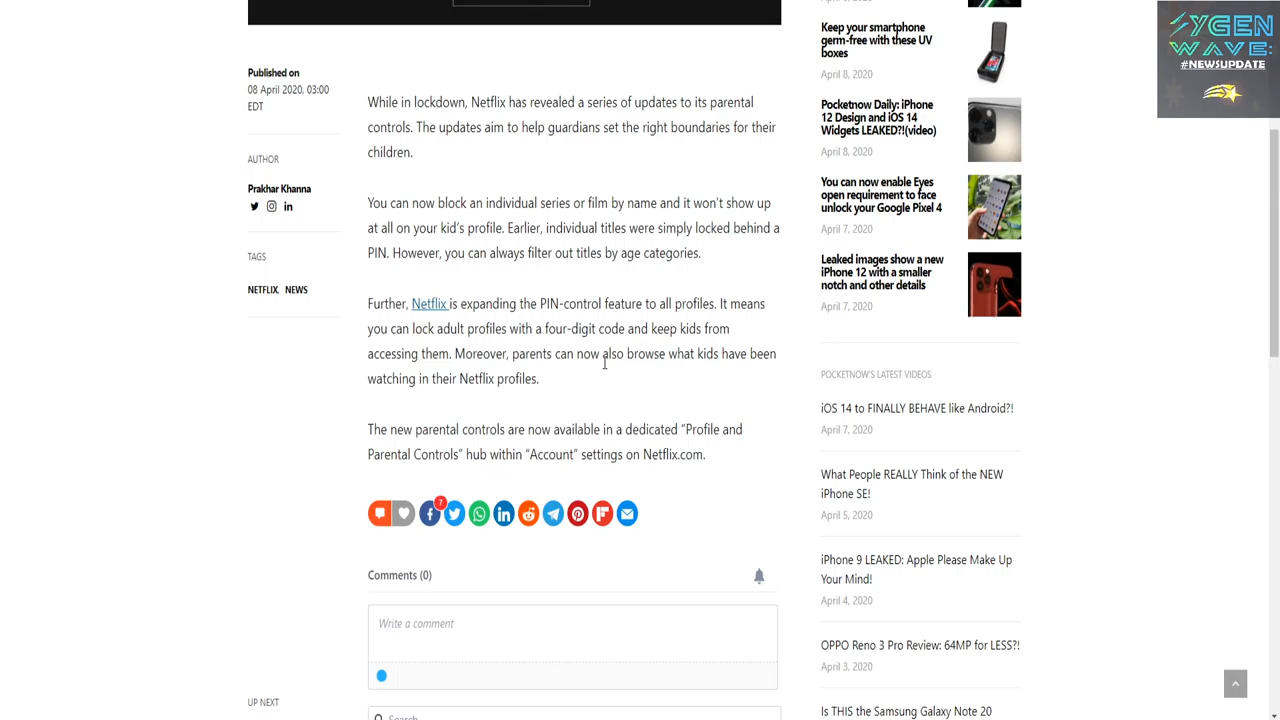 Published on
08 April 2020, 03:00
EDT
AUTHOR
Prakhar Khanna
TAGS
NETFLIX, NEWS
While in lockdown, Netflix has revealed a series of updates to its parental
controls. The updates aim to help guardians set the right boundaries for their
children.
You can now block an individual series or film by name and it won't show up
at all on your kid's profile. Earlier, individual titles were simply locked behind a
PIN. However, you can always filter out titles by age categories.
Further, Netflix is expanding the PIN-control feature to all profiles. It means
you can lock adult profiles with a four-digit code and keep kids from
accessing them. Moreover, parents can now also browse what kids have been
watching in their Netflix profiles.
The new parental controls are now available in a dedicated “Profile and
Parental Controls” hub within “Account” settings on Netflix.com.
7
Comments (0)
Write a comment
UP NEXT
Search
Keep your smartphone
germ-free with these UV
boxes
April 8, 2020
Pocketnow Daily: iPhone
12 Design and iOS 14
Widgets LEAKED?!(video)
April 8, 2020
You can now enable Eyes
open requirement to face
unlock your Google Pixel 4
April 7, 2020
Leaked images show a new
iPhone 12 with a smaller
notch and other details
April 7, 2020
POCKETNOW'S LATEST VIDEOS
iOS 14 to FINALLY BEHAVE like Android?!
April 7, 2020
What People REALLY Think of the NEW
iPhone SE!
April 5, 2020
iPhone 9 LEAKED: Apple Please Make Up
Your Mind!
April 4, 2020
OPPO Reno 3 Pro Review: 64MP for LESS?!
April 3, 2020
Is THIS the Samsung Galaxy Note 20
WAVE:
#NEWSUPDATE